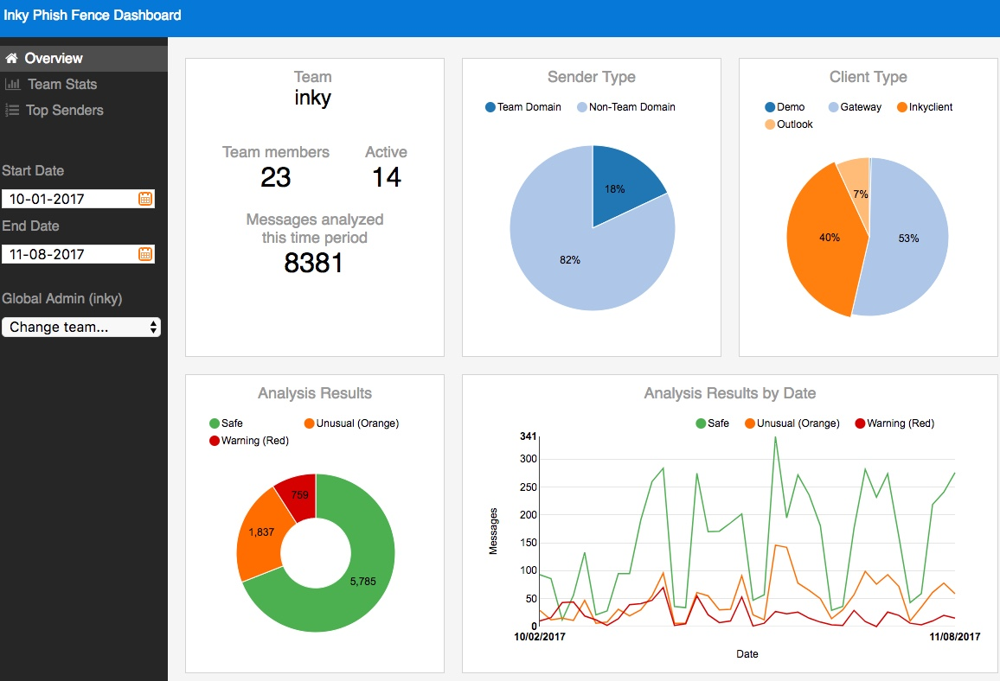 Inky Phish Fence Dashboard
Overview
Team Stats
Top Senders
Start Date
10-01-2017
End Date
11-08-2017
Global Admin (inky)
Change team...
Team
inky
Team members
23
Active
14
Messages analyzed
this time period
8381
Sender Type
Team Domain Non-Team Domain
18%
82%
Client Type
Demo Gateway Inkyclient
Outlook
7%
40% 53%
Analysis Results
Safe Unusual (Orange)
Warning (Red)
759
1,837
5,785
Analysis Results by Date
Safe Unusual (Orange) Warning (Red)
341
300
250
200
150
100
50
0
Messages
10/02/2017 11/08/2017
Date